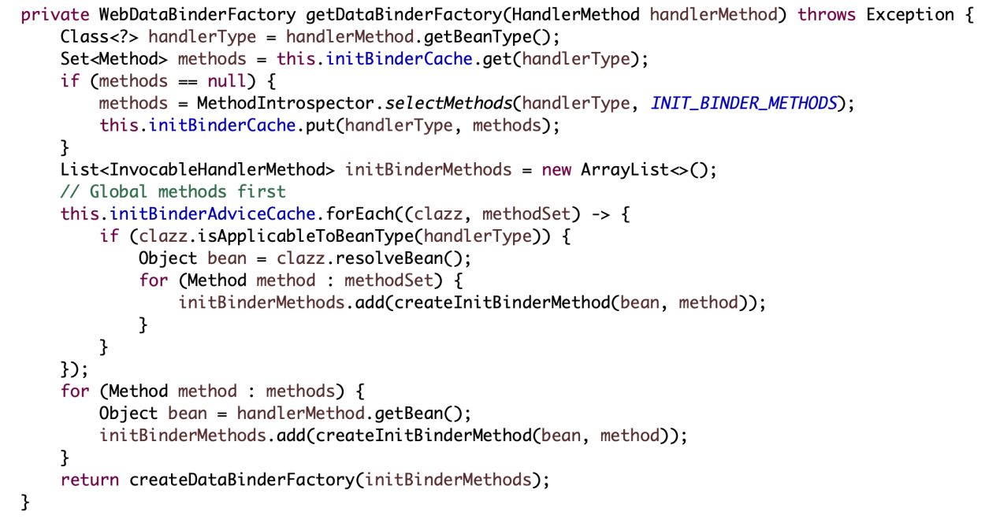 private WebDataBinderFactory getDataBinderFactory(HandlerMethod handlerMethod) throws Exception {
    Class<?> handlerType = handlerMethod.getBeanType();
    Set<Method> methods = this.initBinderCache.get(handlerType);
    if (methods == null) {
        methods = MethodIntrospector.selectMethods(handlerType, INIT_BINDER_METHODS);
        this.initBinderCache.put(handlerType, methods);
    }
    List<InvocableHandlerMethod> initBinderMethods = new ArrayList<>();
    // Global methods first
    this.initBinderAdviceCache.forEach((clazz, methodSet) -> {
        if (clazz.isApplicableToBeanType(handlerType)) {
            Object bean = clazz.resolveBean();
            for (Method method : methodSet) {
                initBinderMethods.add(createInitBinderMethod(bean, method));
            }
        }
    });
    for (Method method : methods) {
        Object bean = handlerMethod.getBean();
        initBinderMethods.add(createInitBinderMethod(bean, method));
    }
    return createDataBinderFactory(initBinderMethods);
}